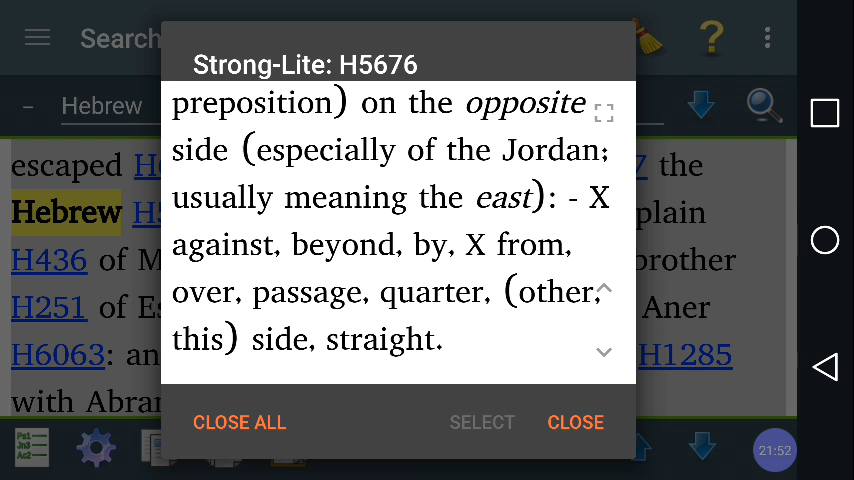 Search
Strong-Lite: H5676
– Hebrew
preposition) on the opposite
side (especially of the Jordan;
usually meaning the east): - X
against, beyond, by, X from,
over, passage, quarter, (other,
this) side, straight.
escaped the
Hebrew plain
H436 of brother
H251 of Aner
H6063: H1285
with
CLOSE ALL SELECT CLOSE
21:52